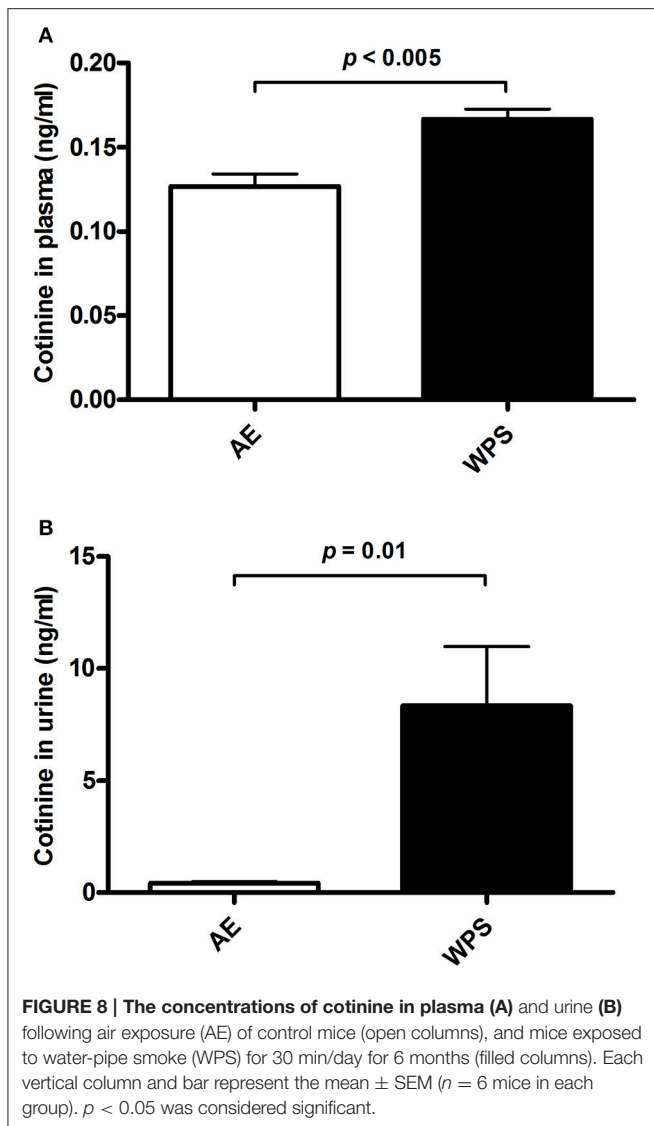 A
p < 0.005
Cotinine in plasma (ng/ml)
0.20
0.15
0.10
0.05
0.00
AE
WPS
B
p = 0.01
Cotinine in urine (ng/ml)
15
10
5
0
AE
WPS
FIGURE 8 | The concentrations of cotinine in plasma (A) and urine (B)
following air exposure (AE) of control mice (open columns), and mice exposed
to water-pipe smoke (WPS) for 30 min/day for 6 months (filled columns). Each
vertical column and bar represent the mean ± SEM (n = 6 mice in each
group). p < 0.05 was considered significant.